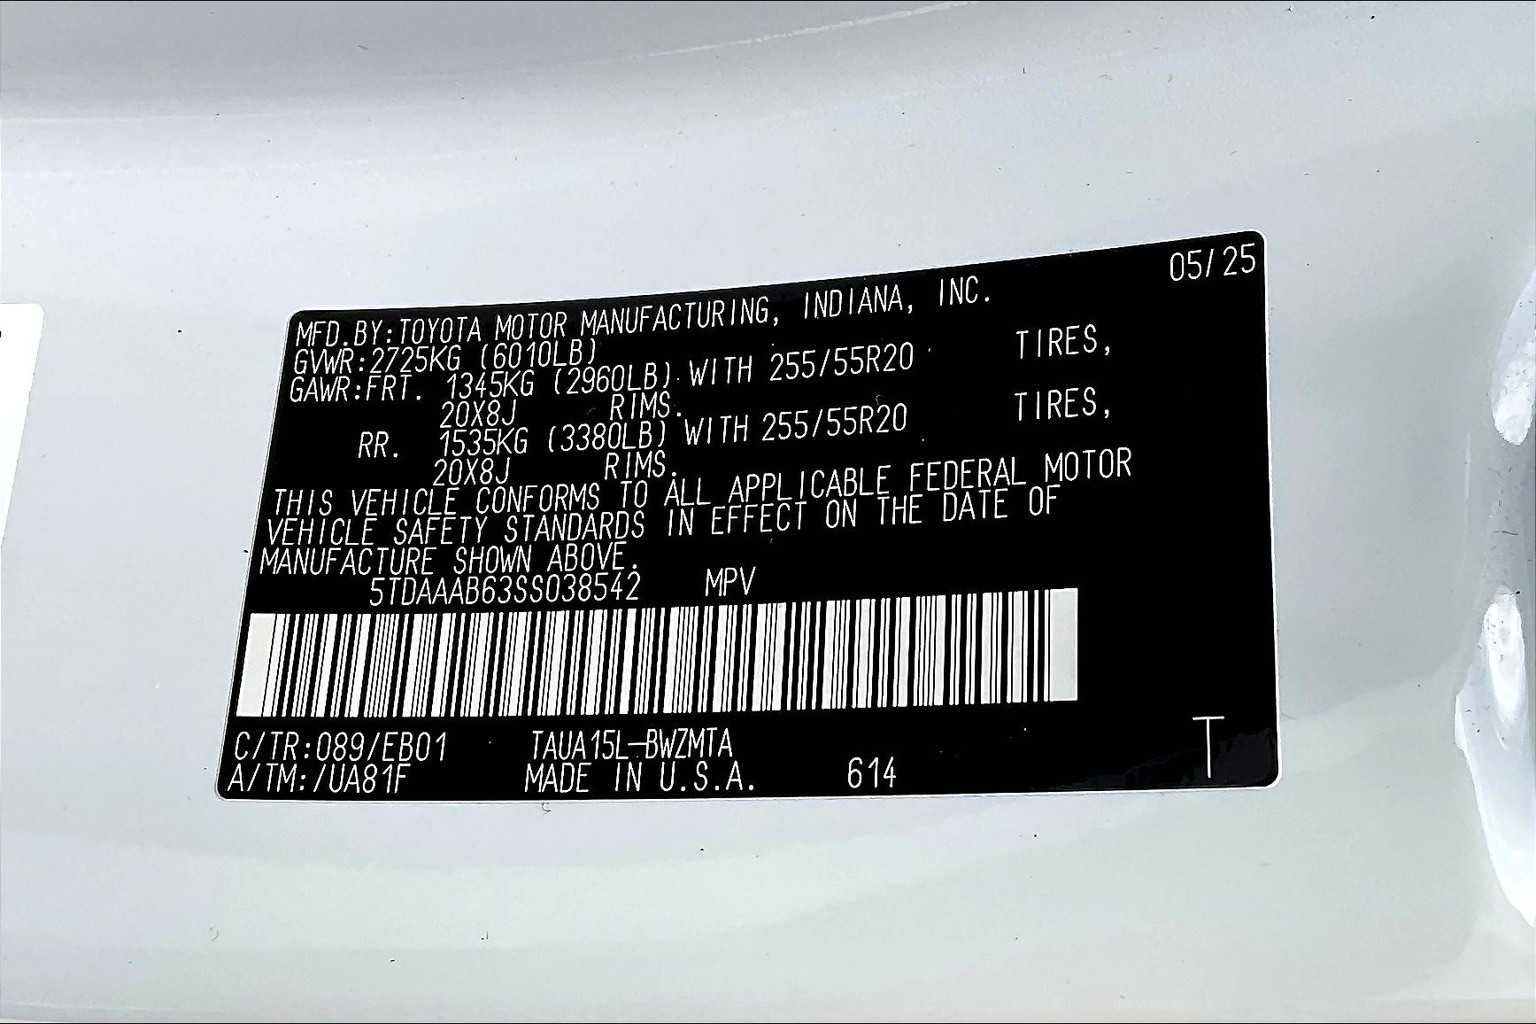 05/25
MFD.BY:TOYOTA MOTOR MANUFACTURING, INDIANA, INC.
GVWR:2725KG (6010LB)
GAWR:FRT. 1345KG (2960LB) WITH 255/55R20 TIRES,
20X8J RIMS.
RR. 1535KG (3380LB) WITH 255/55R20 TIRES,
20X8J RIMS.
THIS VEHICLE CONFORMS TO ALL APPLICABLE FEDERAL MOTOR
VEHICLE SAFETY STANDARDS IN EFFECT ON THE DATE OF
MANUFACTURE SHOWN ABOVE.
5TDAAAB63SS038542 MPV
C/TR:089/EB01 TAUA15L-BWZMTA
A/TM:/UA81F MADE IN U.S.A. 614 T